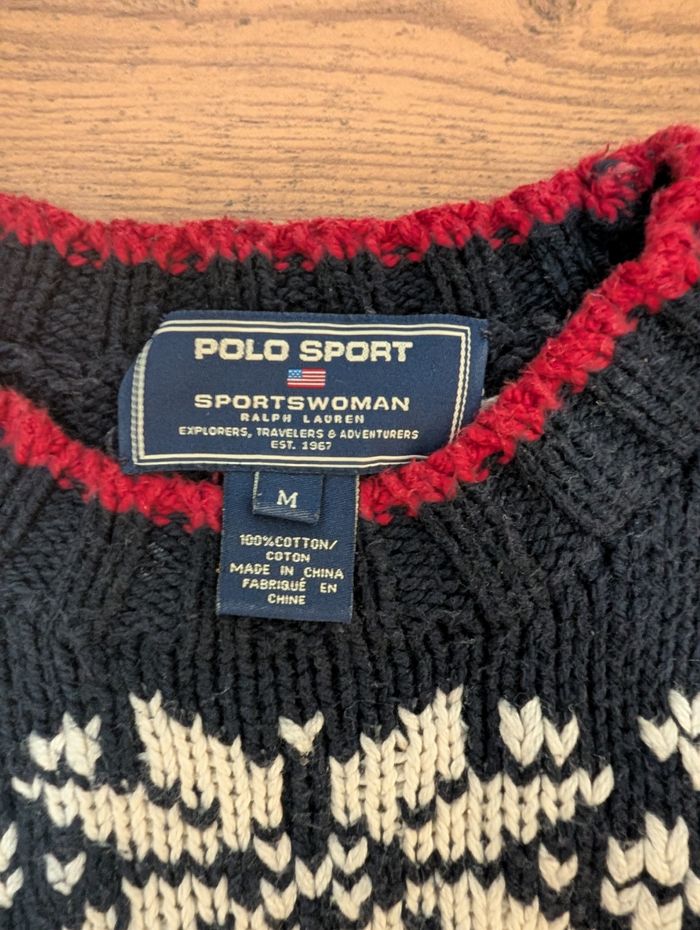 POLO SPORT
SPORTSWOMAN
RALPH LAUREN
EXPLORERS, TRAVELERS & ADVENTURERS
EST. 1967
M
100%COTTON/
COTON
MADE IN CHINA
FABRIQUÉ EN
CHINE